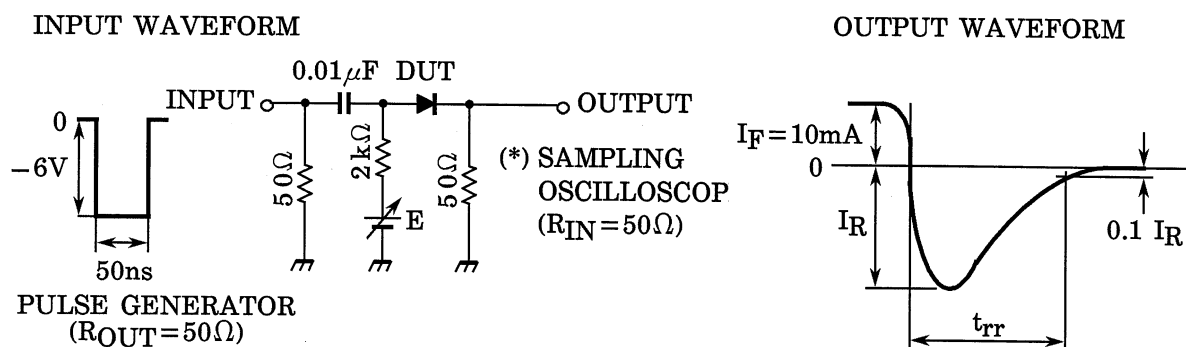 INPUT WAVEFORM
OUTPUT WAVEFORM
0.01μF DUT
INPUT
OUTPUT
0
−6V
50Ω
2kΩ
E
50Ω
(*) SAMPLING
OSCILLOSCOP
(RIN=50Ω)
50ns
PULSE GENERATOR
(ROUT=50Ω)
IF=10mA
0
IR
0.1 IR
trr